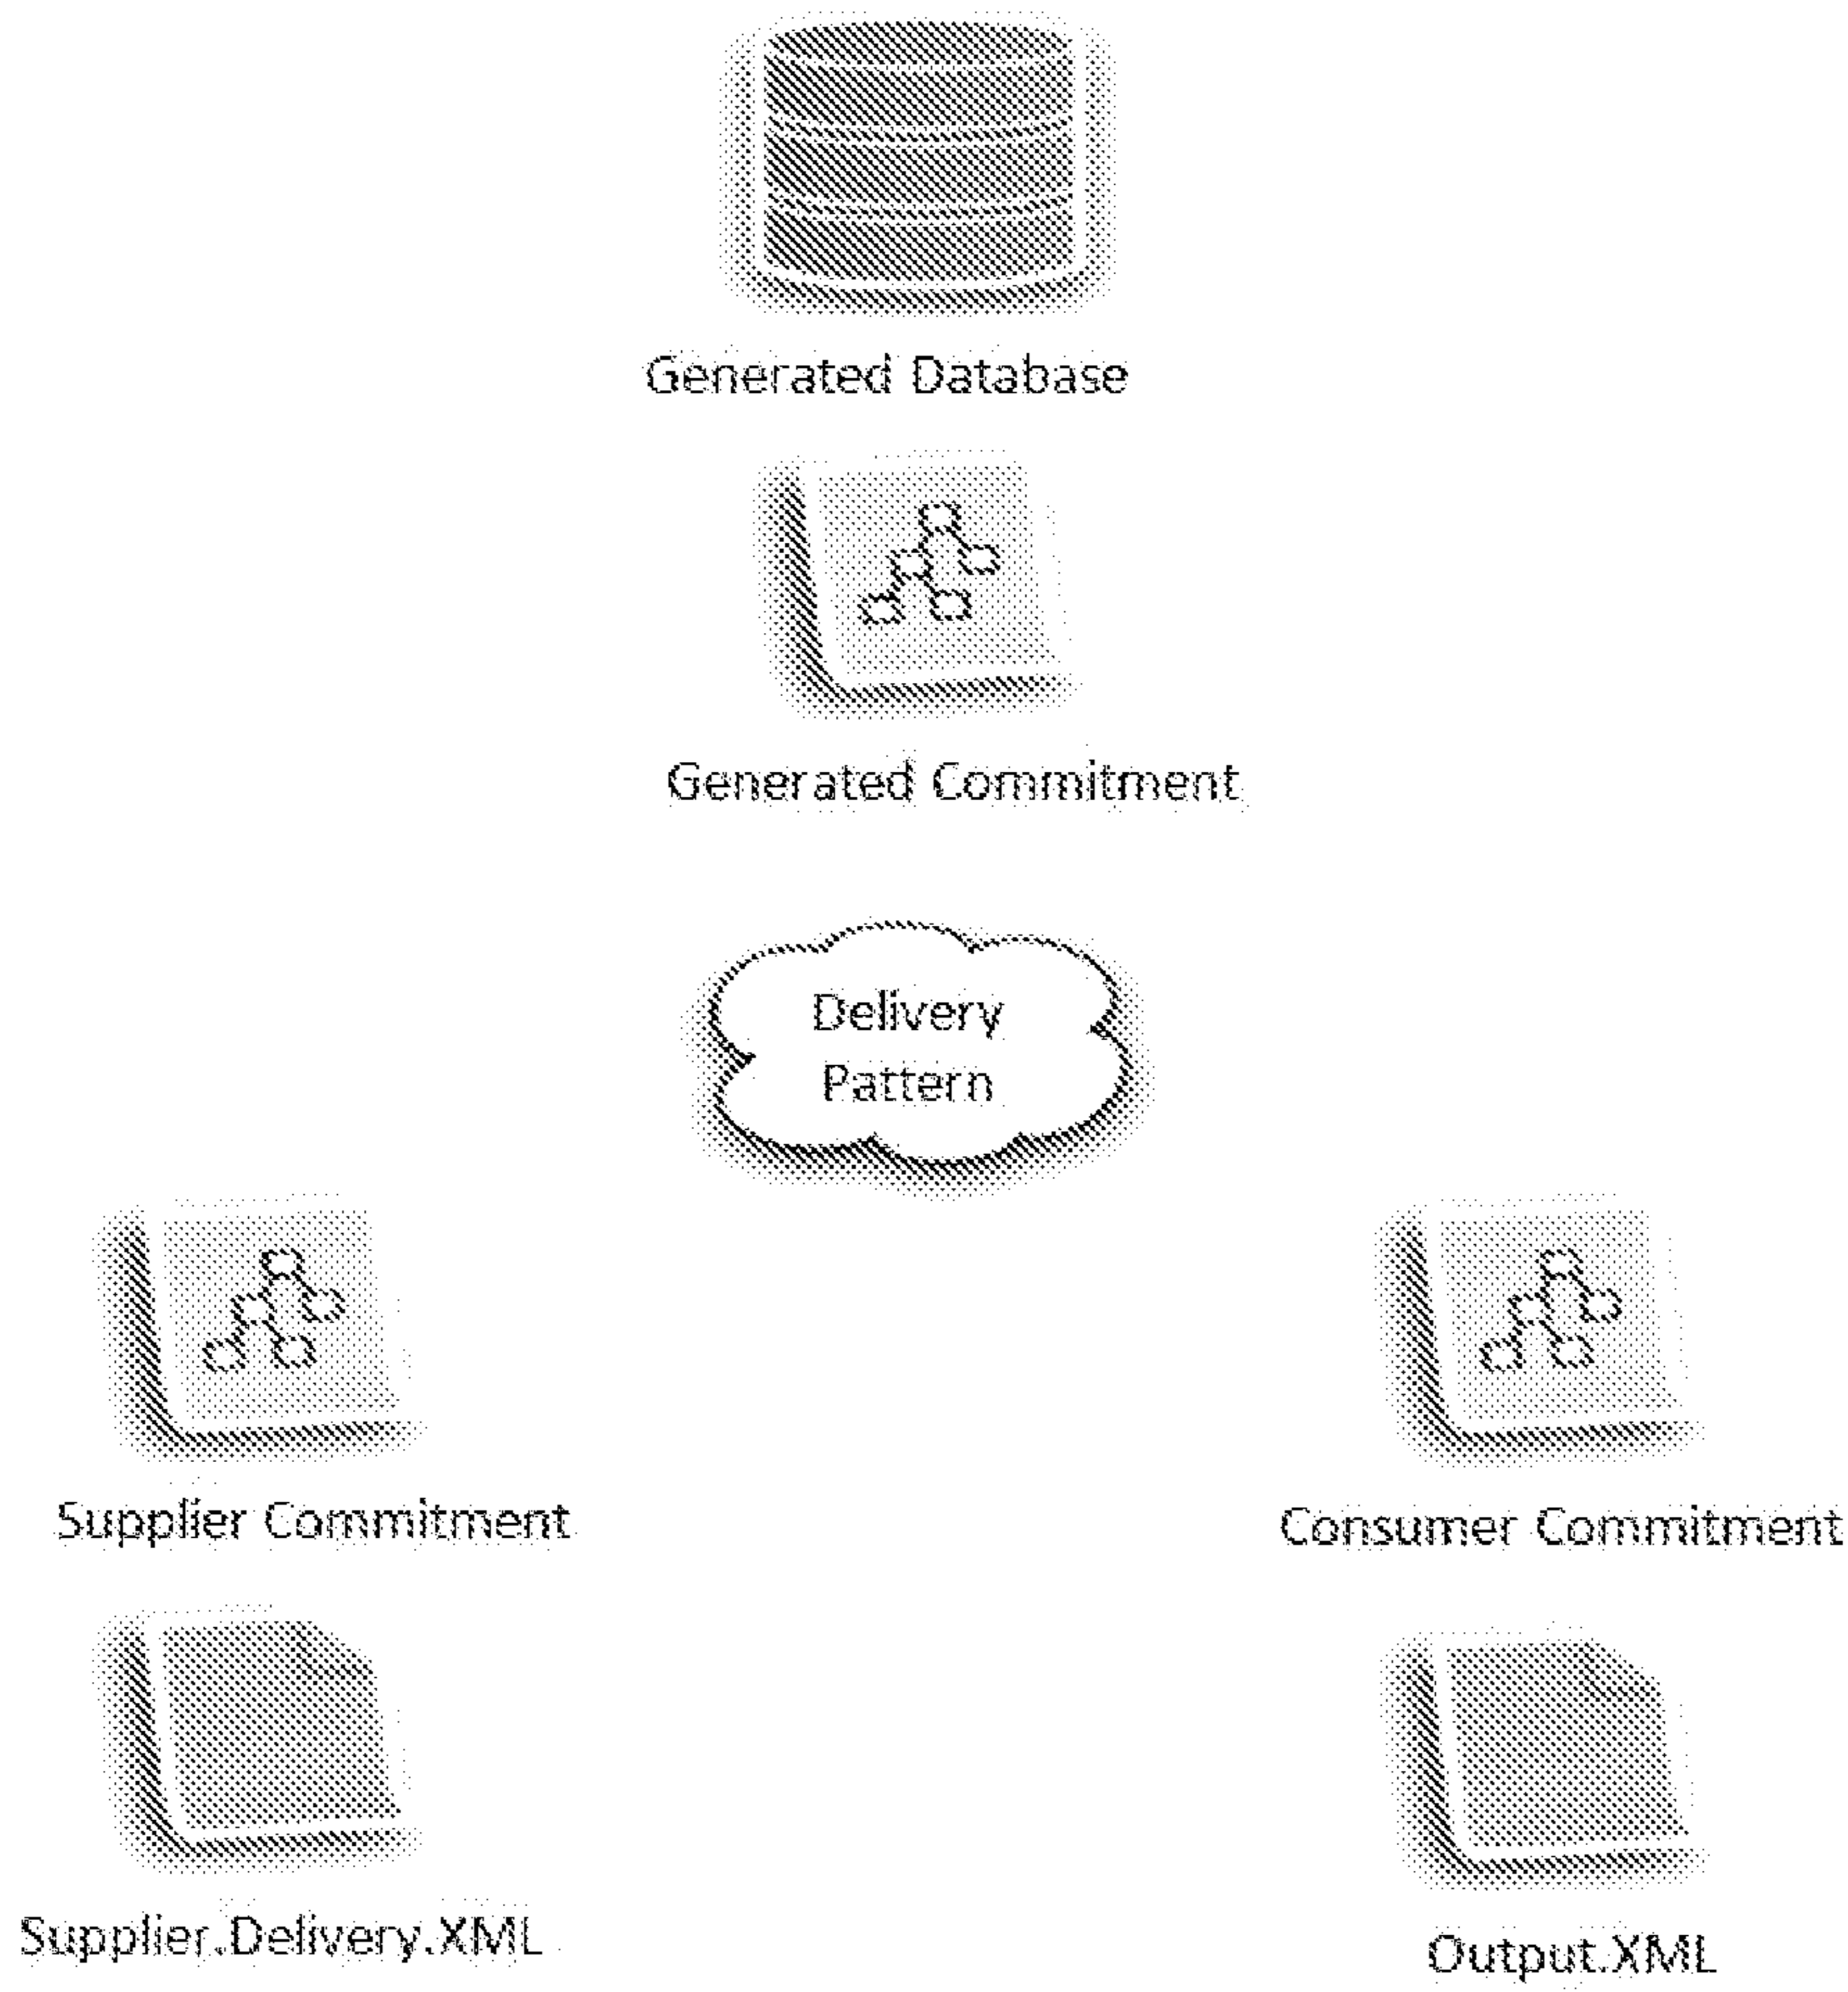 Generated Database
Generated Commitment
Delivery
Pattern
Supplier Commitment
Consumer Commitment
Supplier.Delivery.XML
Output.XML